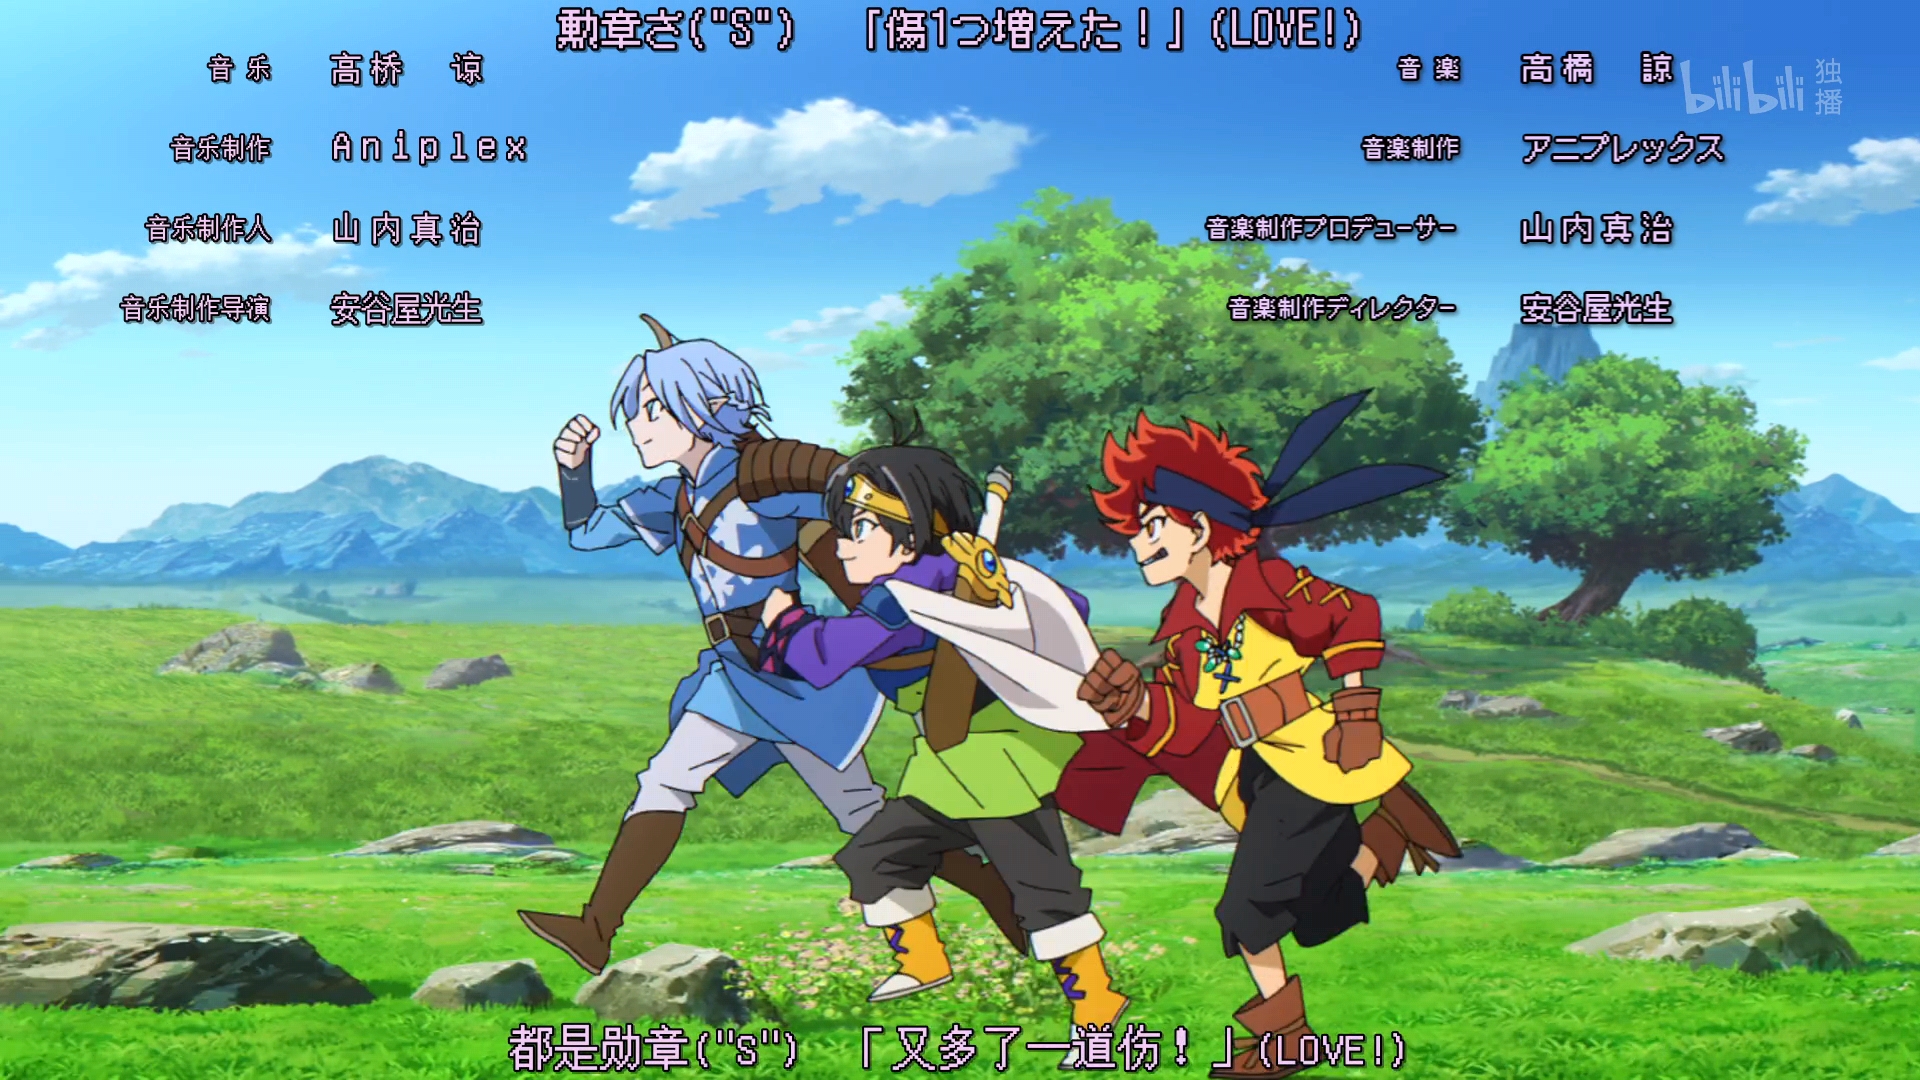 勲章さ("S")　「傷1つ増えた！」(LOVE!)
音乐　高桥　谅
音乐制作　Aniplex
音乐制作人　山内真治
音乐制作导演　安谷屋光生
音楽　高橋　諒
音楽制作　アニプレックス
音楽制作プロデューサー　山内真治
音楽制作ディレクター　安谷屋光生
bilibili 独播
都是勋章("S")　「又多了一道伤！」(LOVE!)